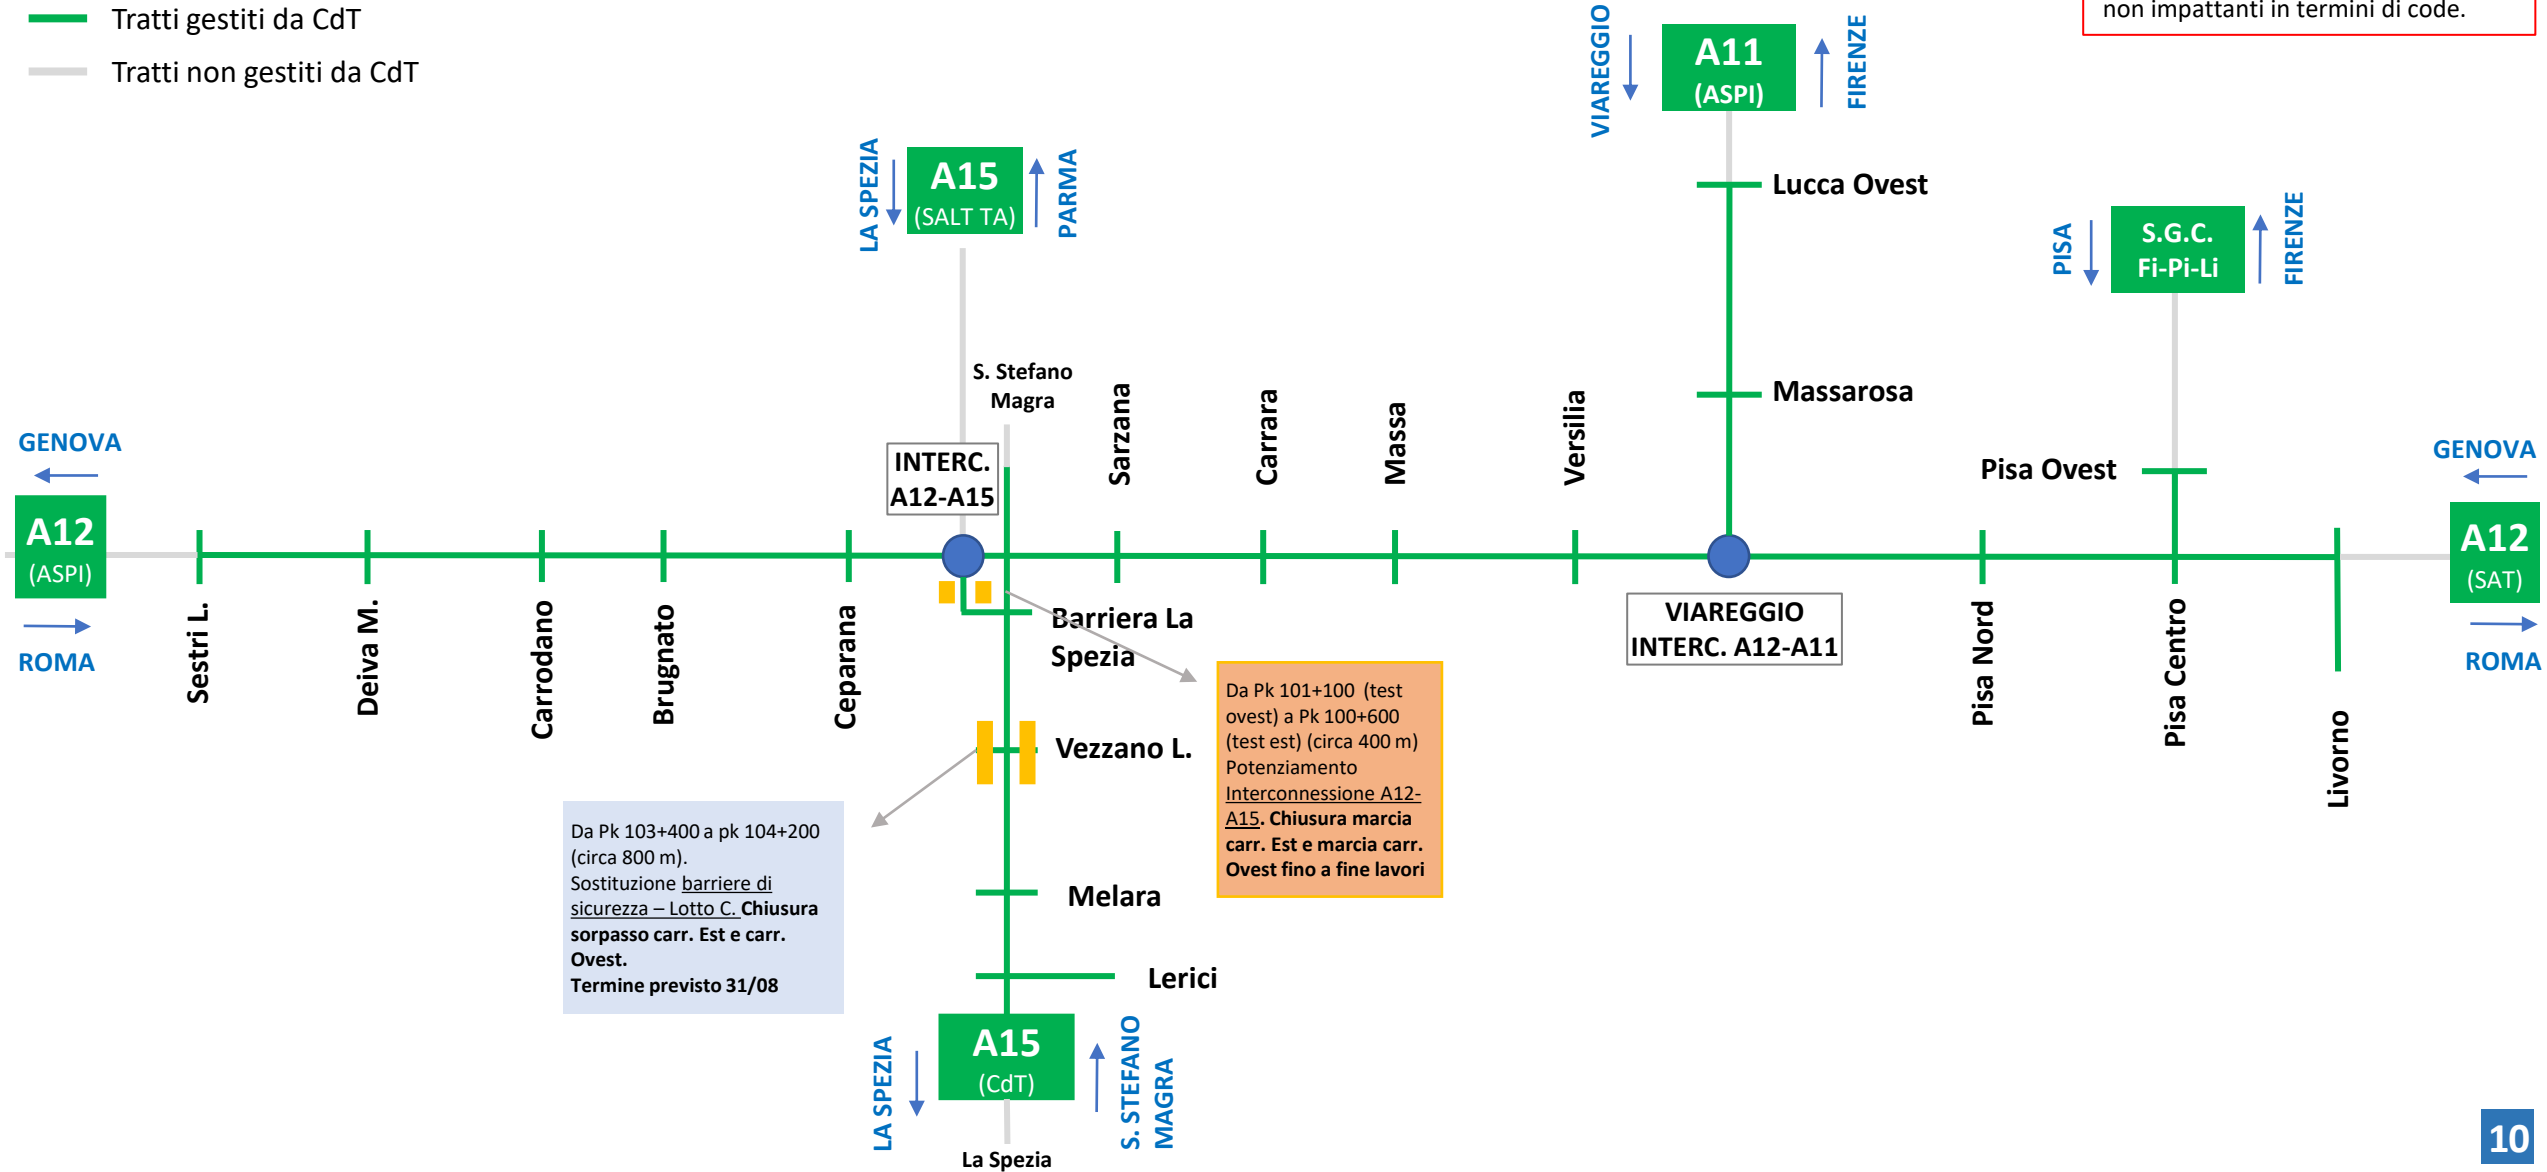 Tratti gestiti da CdT
Tratti non gestiti da CdT
non impattanti in termini di code.
VIAREGGIO
A11
(ASPI)
FIRENZE
LA SPEZIA
A15
(SALT TA)
PARMA
Lucca Ovest
PISA
S.G.C.
Fi-Pi-Li
FIRENZE
S. Stefano
Magra
Massarosa
INTERC.
A12-A15
Sarzana
Carrara
Massa
Versilia
Pisa Ovest
GENOVA
A12
(ASPI)
ROMA
GENOVA
A12
(SAT)
ROMA
Sestri L.
Deiva M.
Carrodano
Brugnato
Ceparana
Barriera La
Spezia
VIAREGGIO
INTERC. A12-A11
Pisa Nord
Pisa Centro
Livorno
Da Pk 101+100 (test
ovest) a Pk 100+600
(test est) (circa 400 m)
Potenziamento
Interconnessione A12-
A15. Chiusura marcia
carr. Est e marcia carr.
Ovest fino a fine lavori
Vezzano L.
Da Pk 103+400 a pk 104+200
(circa 800 m).
Sostituzione barriere di
sicurezza – Lotto C. Chiusura
sorpasso carr. Est e carr.
Ovest.
Termine previsto 31/08
Melara
Lerici
LA SPEZIA
A15
(CdT)
S. STEFANO
MAGRA
La Spezia
10